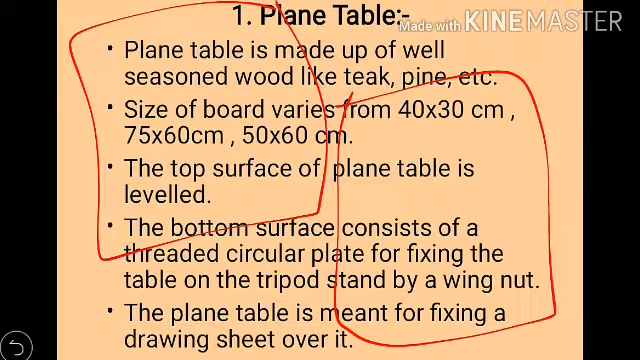 1. Plane Table:-
Made with KINEMASTER
• Plane table is made up of well
seasoned wood like teak, pine, etc.
• Size of board varies from 40x30 cm ,
75x60cm , 50x60 cm.
• The top surface of  plane table is
levelled.
• The bottom surface consists of a
threaded circular plate for fixing the
table on the tripod stand by a wing nut.
• The plane table is meant for fixing a
drawing sheet over it.